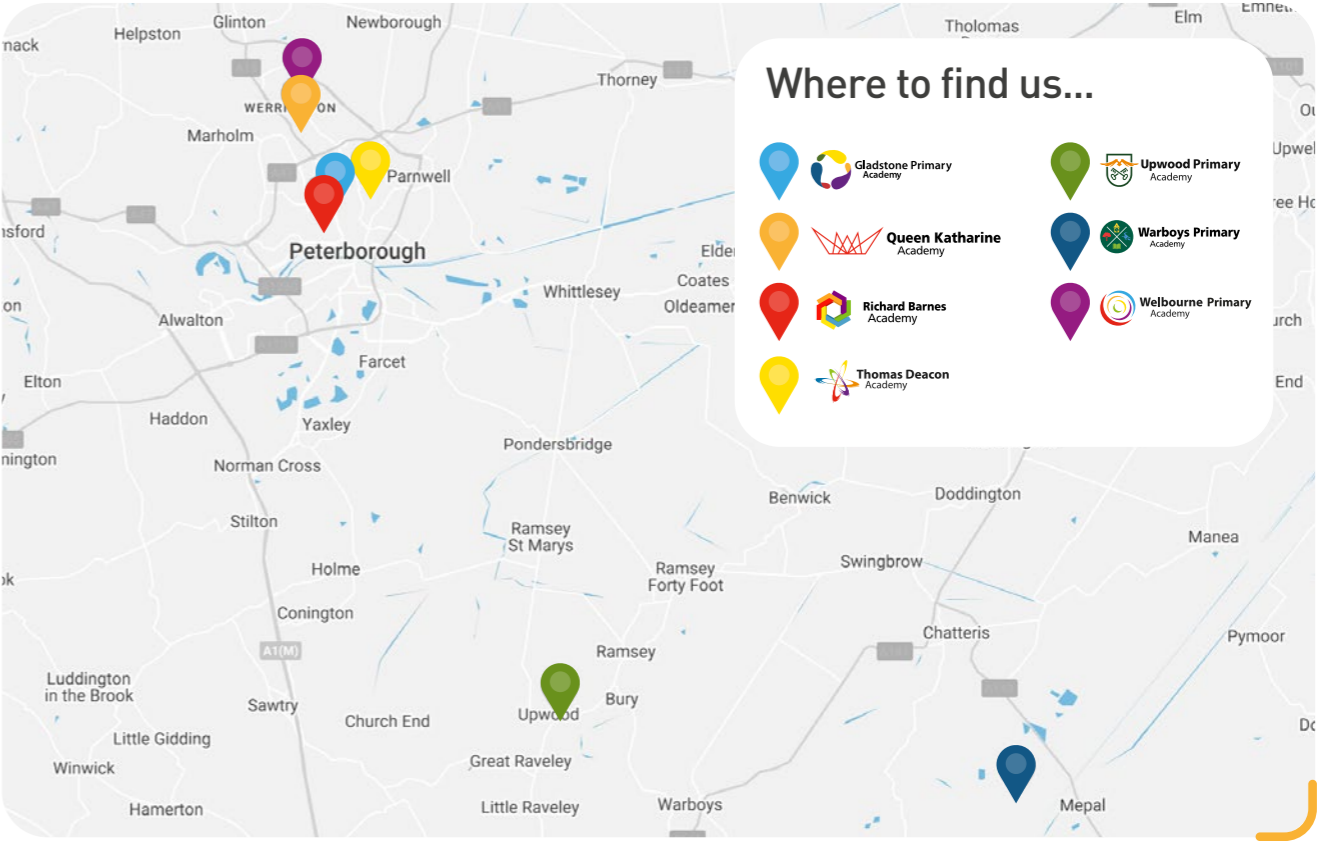 Glinton
Newborough
Helpston
Tholomas
Elm
Thorney
WERRINGTON
Marholm
Parnwell
Peterborough
Whittlesey
Coates
Alwalton
Farcet
Elton
Haddon
Yaxley
Norman Cross
Pondersbridge
Benwick
Doddington
Stilton
Ramsey
St Marys
Manea
Swingbrow
Holme
Ramsey
Forty Foot
Conington
Chatteris
Pymoor
A1(M)
Ramsey
Luddington
in the Brook
Bury
Sawtry
Church End
Upwood
Little Gidding
Great Raveley
Winwick
Hamerton
Little Raveley
Warboys
Mepal
End
Where to find us...
Gladstone Primary
Academy
Queen Katharine
Academy
Richard Barnes
Academy
Thomas Deacon
Academy
Upwood Primary
Academy
Warboys Primary
Academy
Welbourne Primary
Academy